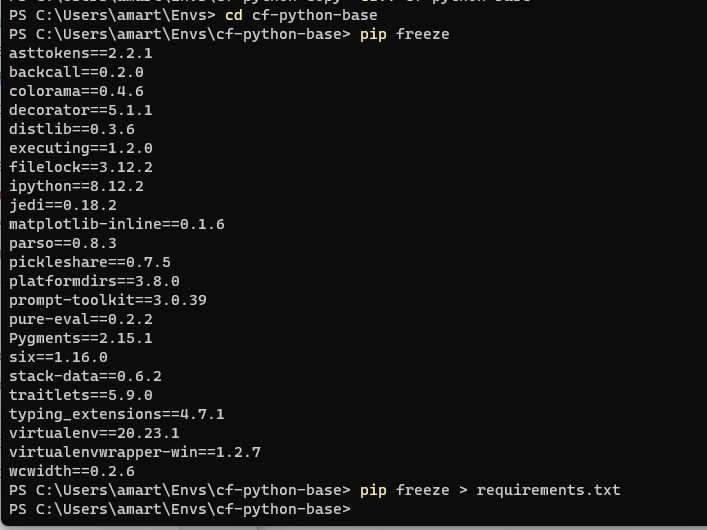 PS C:\Users\amart\Envs> cd cf-python-base
PS C:\Users\amart\Envs\cf-python-base> pip freeze
asttokens==2.2.1
backcall==0.2.0
colorama==0.4.6
decorator==5.1.1
distlib==0.3.6
executing==1.2.0
filelock==3.12.2
ipython==8.12.2
jedi==0.18.2
matplotlib-inline==0.1.6
parso==0.8.3
pickleshare==0.7.5
platformdirs==3.8.0
prompt-toolkit==3.0.39
pure-eval==0.2.2
Pygments==2.15.1
six==1.16.0
stack-data==0.6.2
traitlets==5.9.0
typing_extensions==4.7.1
virtualenv==20.23.1
virtualenvwrapper-win==1.2.7
wcwidth==0.2.6
PS C:\Users\amart\Envs\cf-python-base> pip freeze > requirements.txt
PS C:\Users\amart\Envs\cf-python-base>